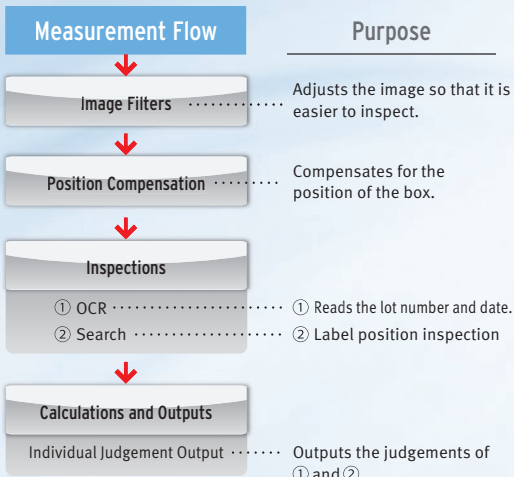 Measurement Flow
Purpose
Image Filters ············· Adjusts the image so that it is
easier to inspect.
Position Compensation ········· Compensates for the
position of the box.
Inspections
① OCR ······················ ① Reads the lot number and date.
② Search ··················· ② Label position inspection
Calculations and Outputs
Individual Judgement Output ······· Outputs the judgements of
① and ②